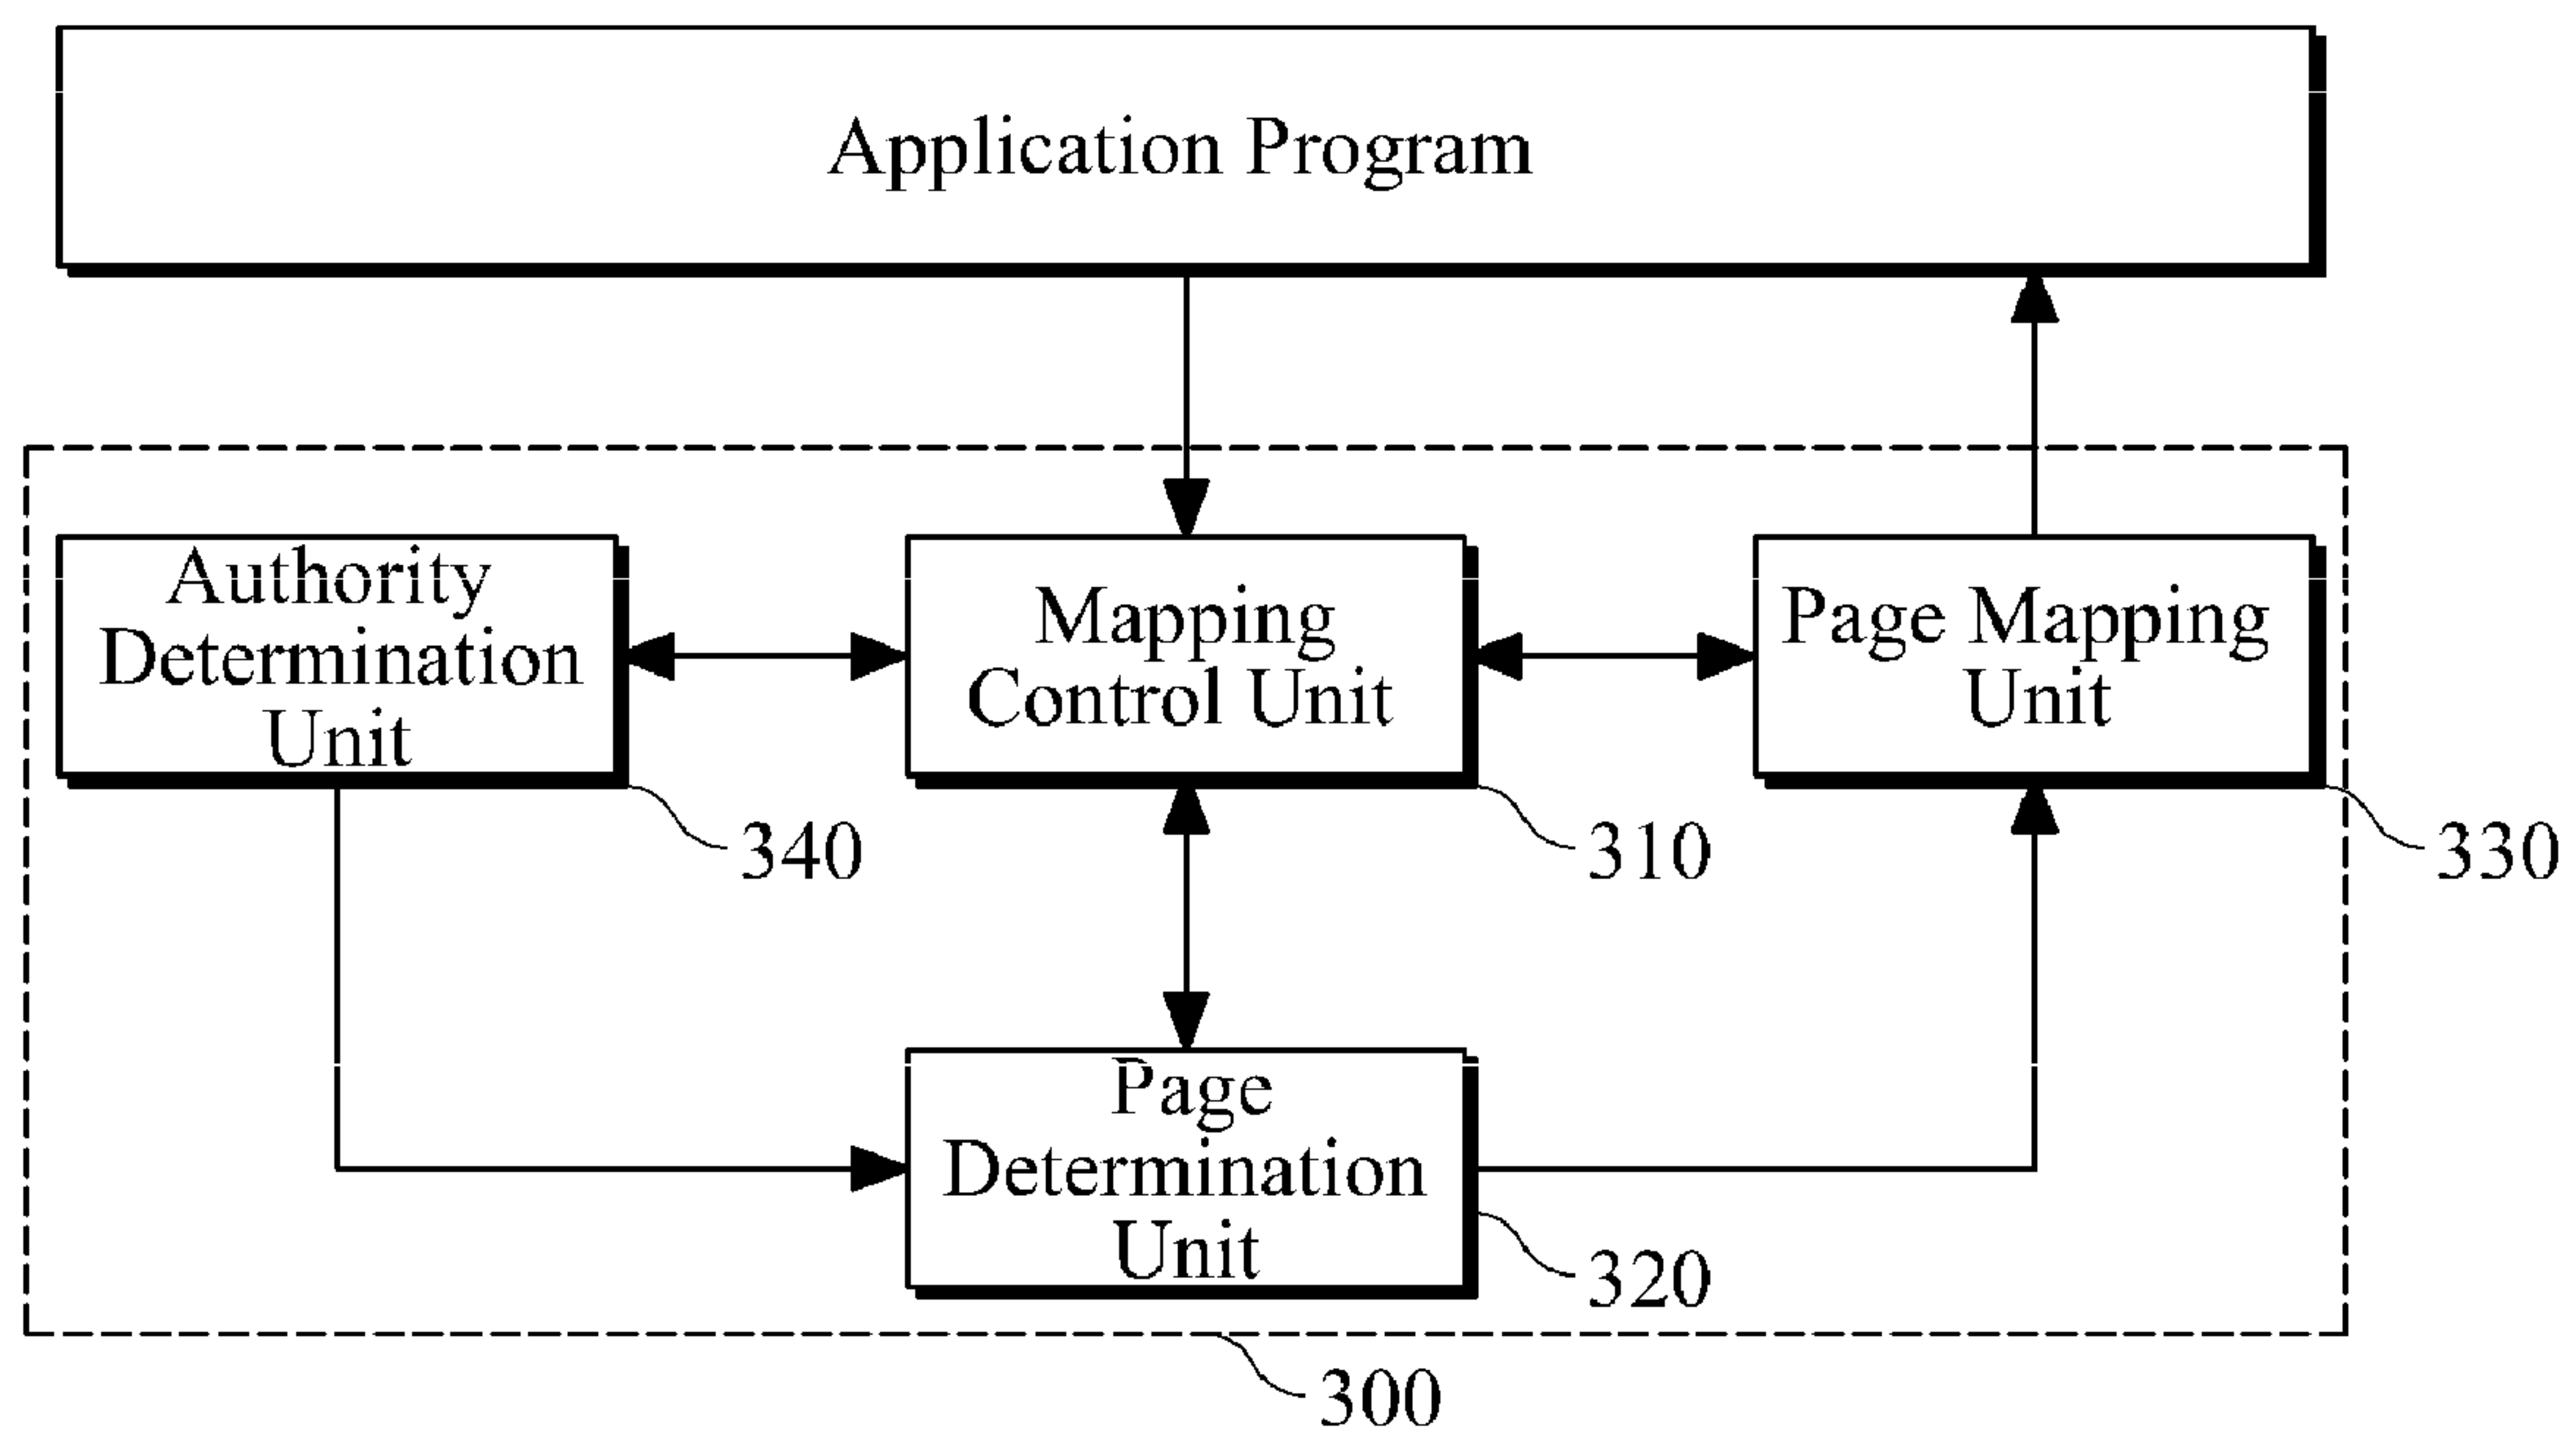 Application Program
Authority
Determination
Unit
340
Mapping
Control Unit
310
Page Mapping
Unit
330
Page
Determination
Unit
320
300